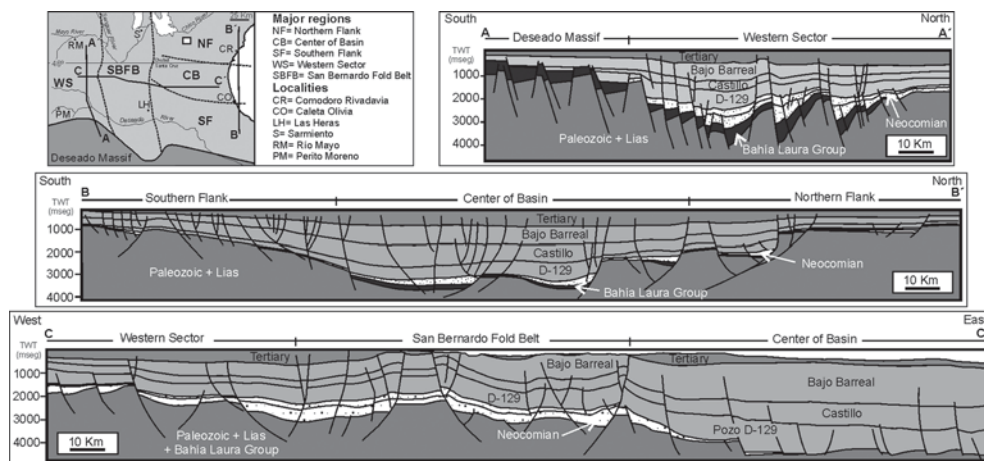 25 Km
Major regions
NF= Northern Flank
CB= Center of Basin
SF= Southern Flank
WS= Western Sector
SBFB= San Bernardo Fold Belt
Localities
CR= Comodoro Rivadavia
CO= Caleta Olivia
LH= Las Heras
S= Sarmiento
RM= Río Mayo
PM= Perito Moreno
B´
NF
CR
S
RM
A´
46°
C
SBFB
CB
C´
WS
CO
LH
SF
PM
Deseado
A
B
Deseado Massif
South
North
A
Deseado Massif
Western Sector
A´
TWT
(mseg)
Tertiary
1000
Bajo Barreal
Castillo
2000
D-129
3000
Paleozoic + Lias
Neocomian
4000
Bahía Laura Group
10 Km
South
North
B
Southern Flank
Center of Basin
Northern Flank
B´
TWT
(mseg)
Tertiary
1000
Bajo Barreal
2000
Castillo
Paleozoic + Lias
D-129
Neocomian
3000
4000
Bahía Laura Group
10 Km
West
East
C
Western Sector
San Bernardo Fold Belt
Center of Basin
C´
TWT
(mseg)
Tertiary
Bajo Barreal
Tertiary
1000
Bajo Barreal
2000
D-129
Castillo
3000
Pozo D-129
4000
10 Km
Paleozoic + Lias
+ Bahía Laura Group
Neocomian